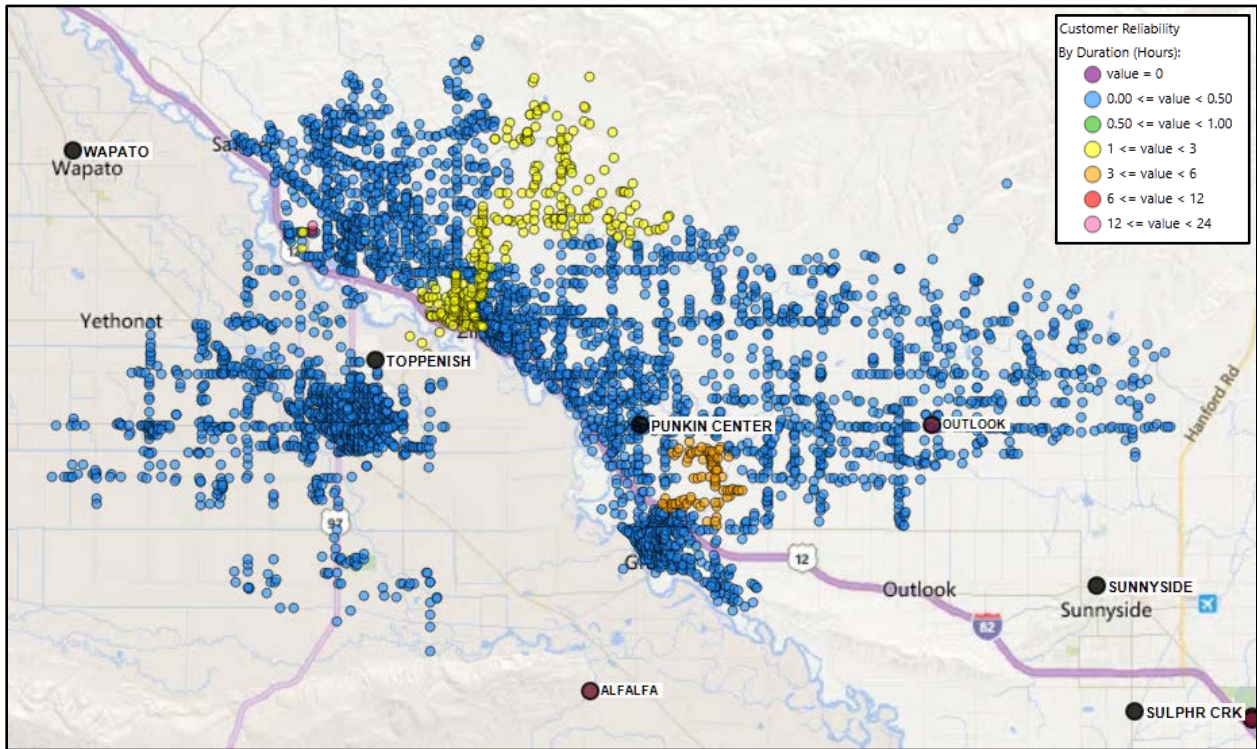 Customer Reliability
By Duration (Hours):
value = 0
0.00 <= value < 0.50
0.50 <= value < 1.00
1 <= value < 3
3 <= value < 6
6 <= value < 12
12 <= value < 24
WAPATO
Wapato
Yethonat
TOPPENISH
PUNKIN CENTER
OUTLOOK
Hanford Rd
97
12
Outlook
82
SUNNYSIDE
Sunnyside
ALFALFA
SULPHR CRK